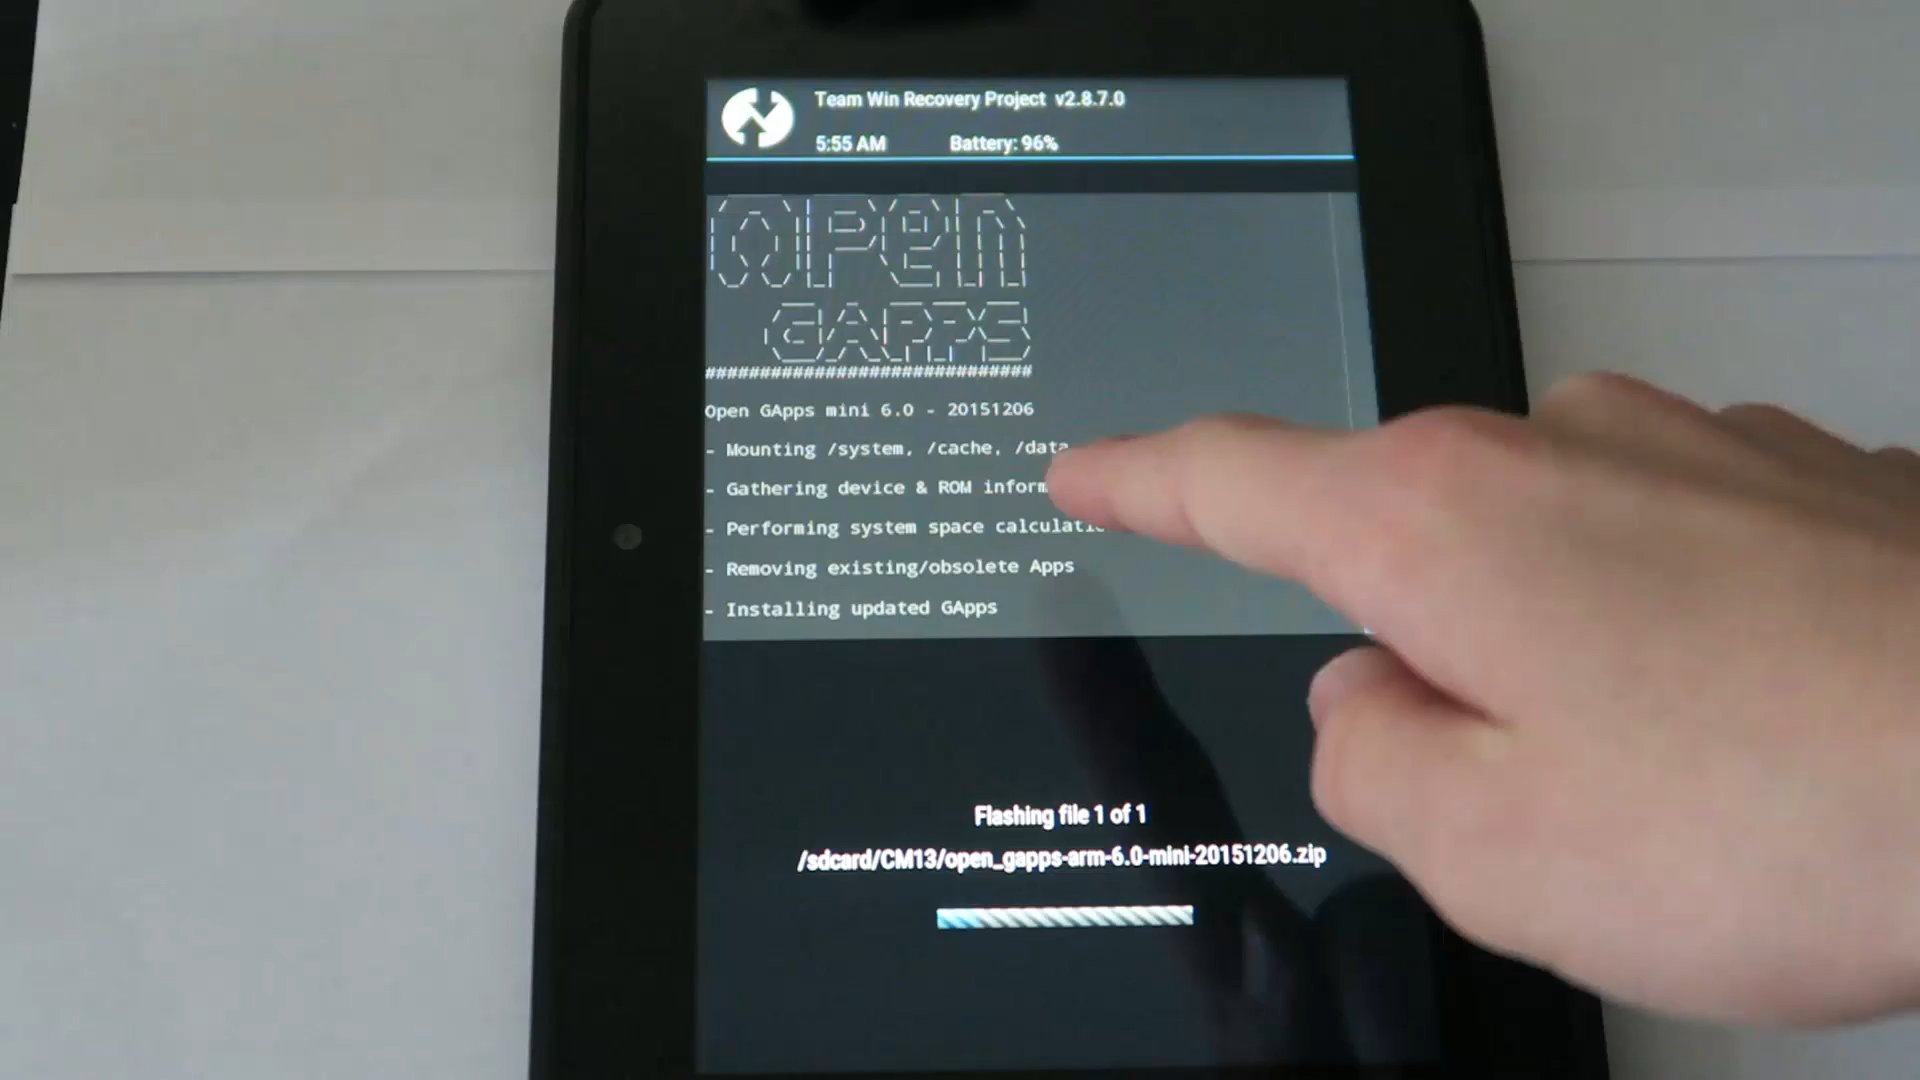 Team Win Recovery Project v2.8.7.0
5:55 AM Battery: 96%
OPEN
GAPPS
##############################
Open GApps mini 6.0 - 20151206
- Mounting /system, /cache, /data
- Gathering device & ROM inform
- Performing system space calculati
- Removing existing/obsolete Apps
- Installing updated GApps
Flashing file 1 of 1
/sdcard/CM13/open_gapps-arm-6.0-mini-20151206.zip